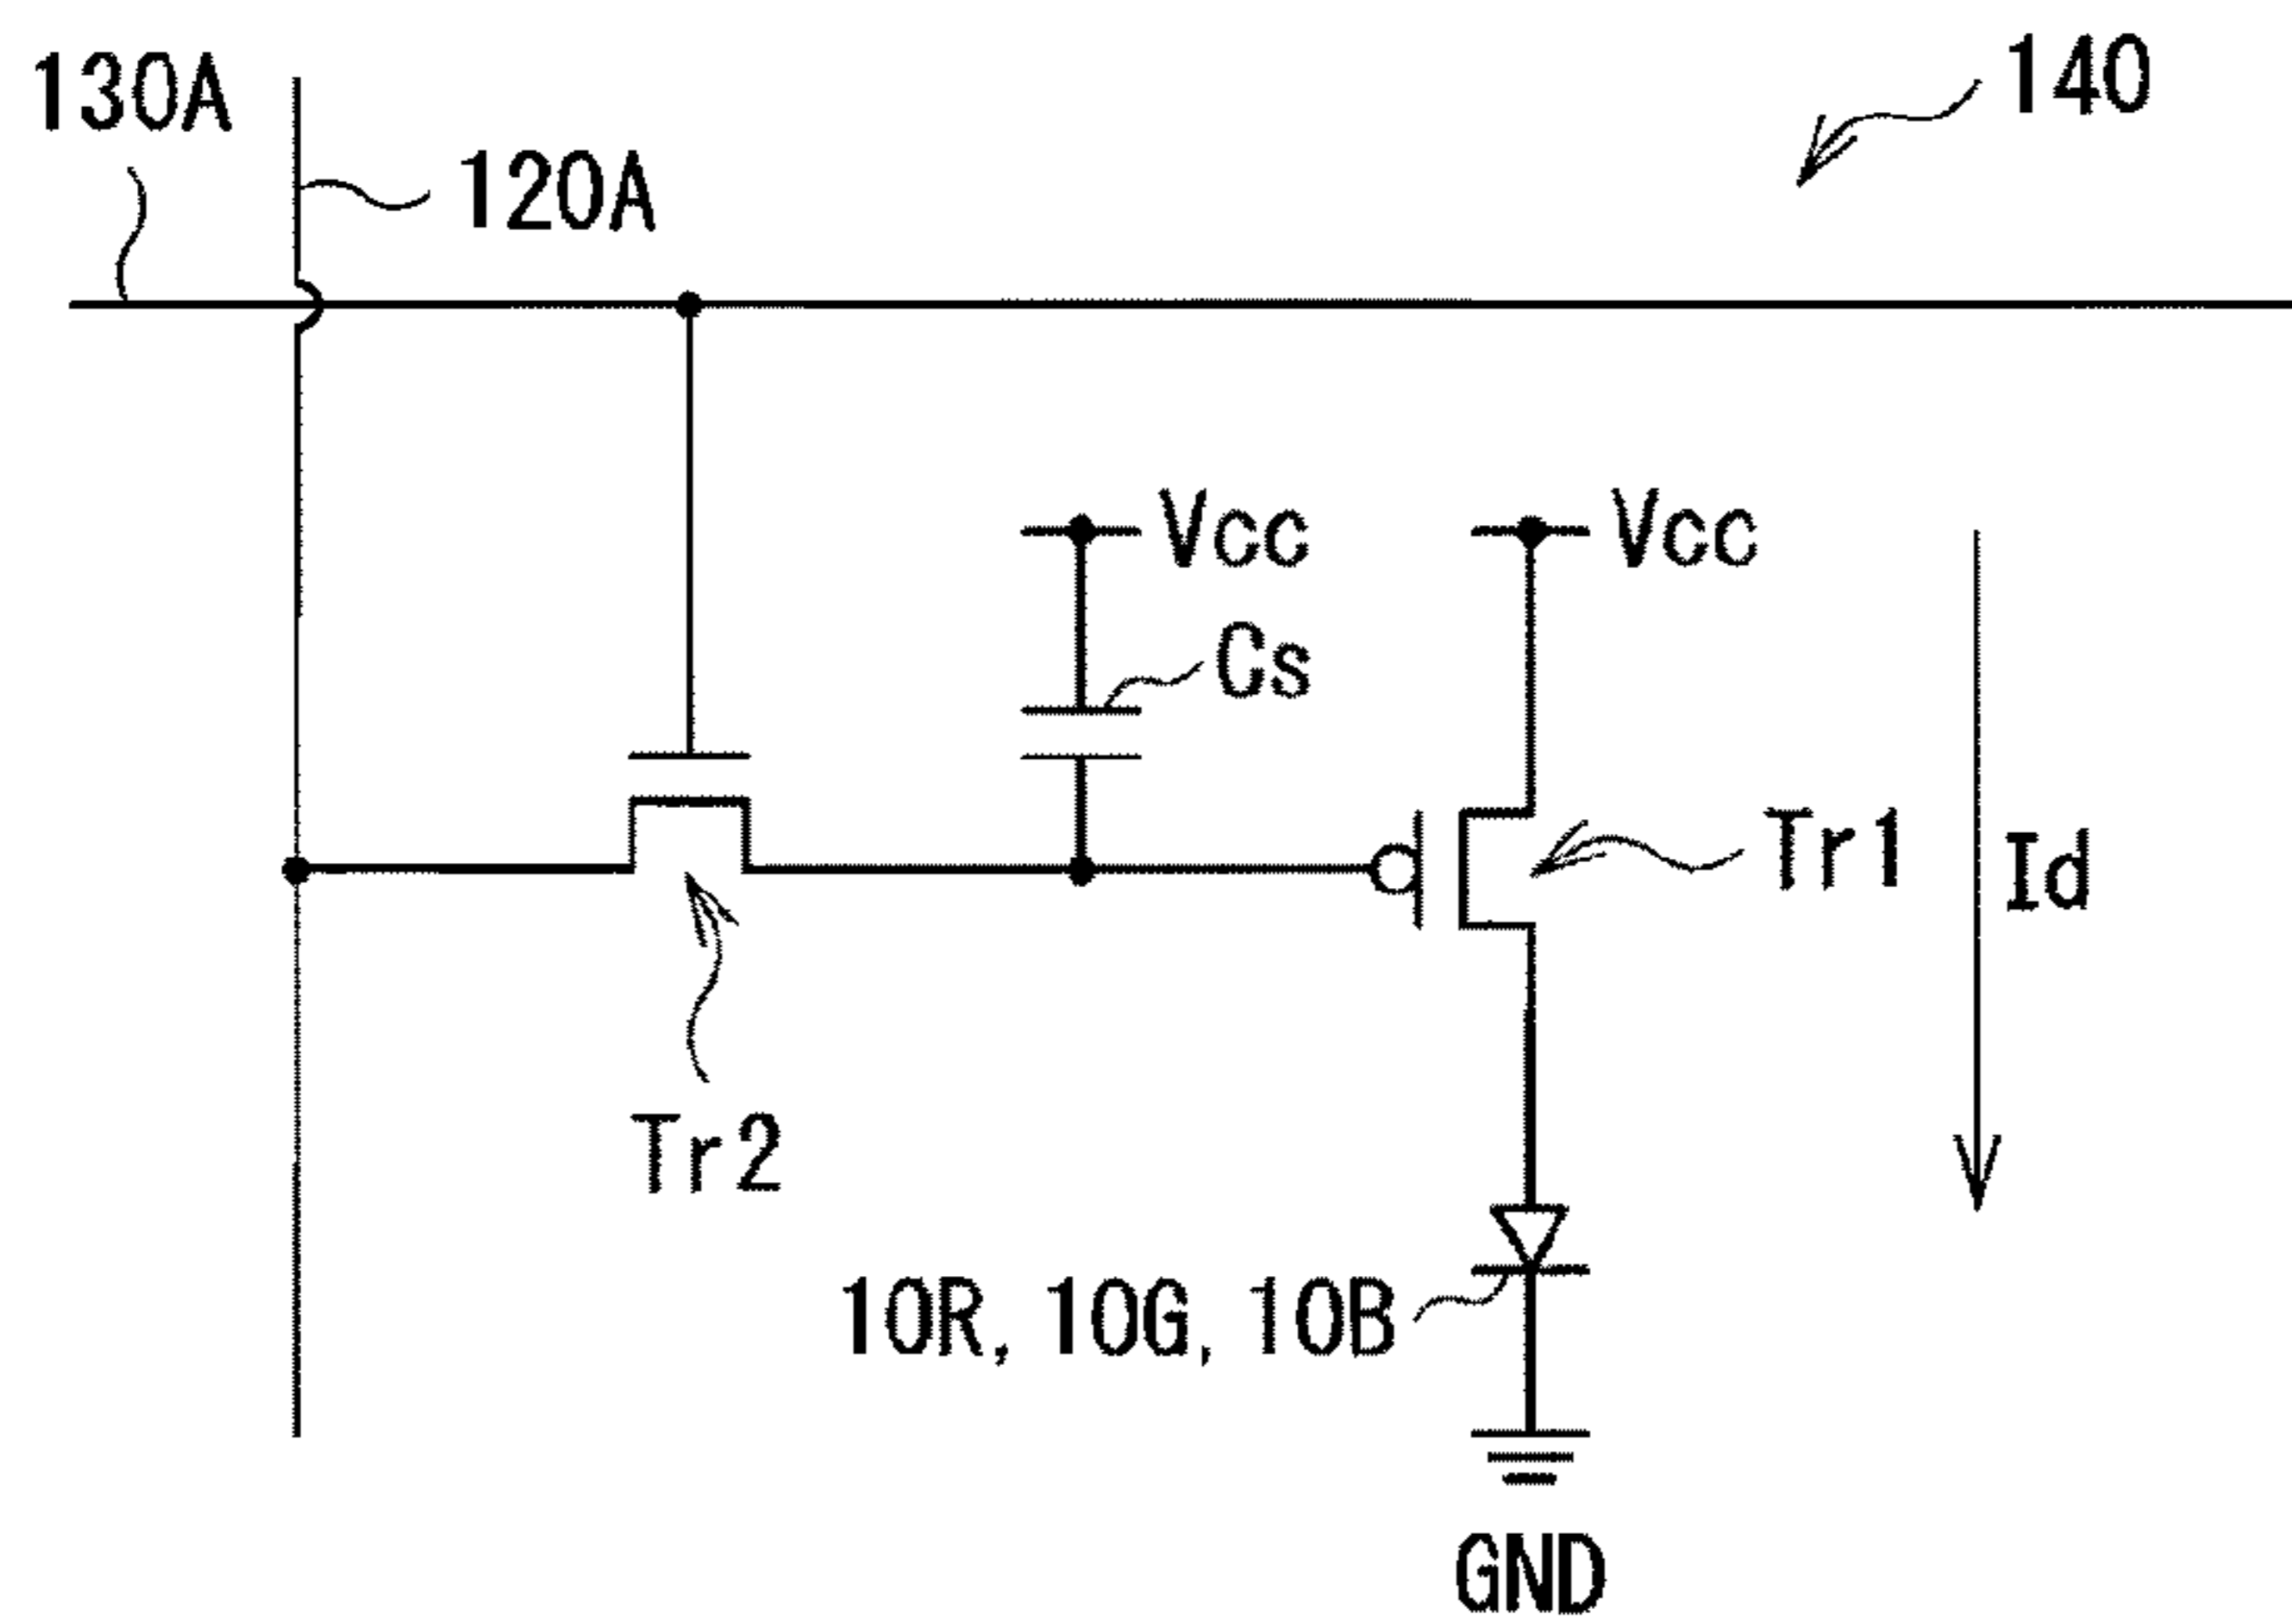 130A
140
120A
Vcc
Vcc
Cs
Tr1
Id
Tr2
10R, 10G, 10B
GND